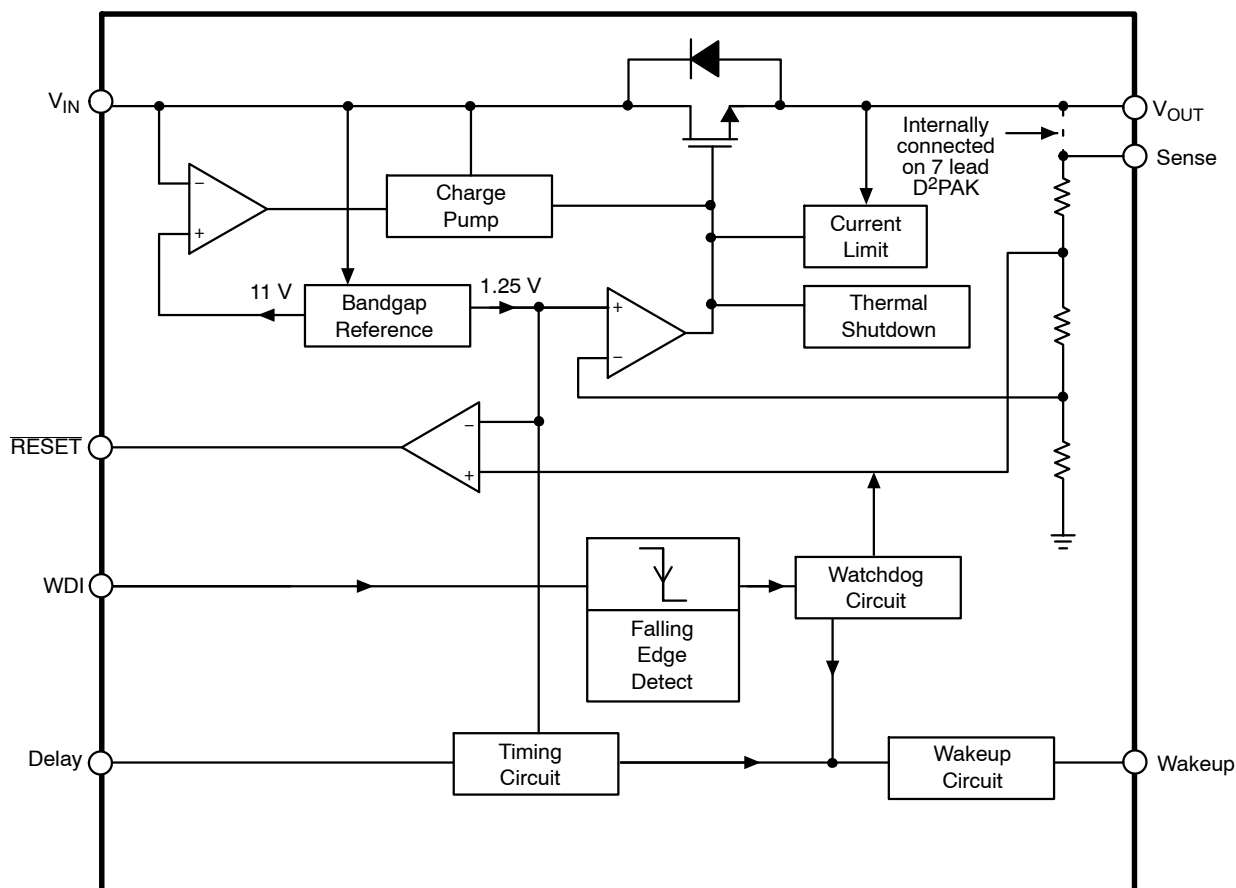 V_IN
V_OUT
Internally
connected
on 7 lead
D²PAK
Sense
−
+
Charge
Pump
Current
Limit
11 V
Bandgap
Reference
1.25 V
+
−
Thermal
Shutdown
R̅E̅S̅E̅T̅
−
+
WDI
Falling
Edge
Detect
Watchdog
Circuit
Delay
Timing
Circuit
Wakeup
Circuit
Wakeup